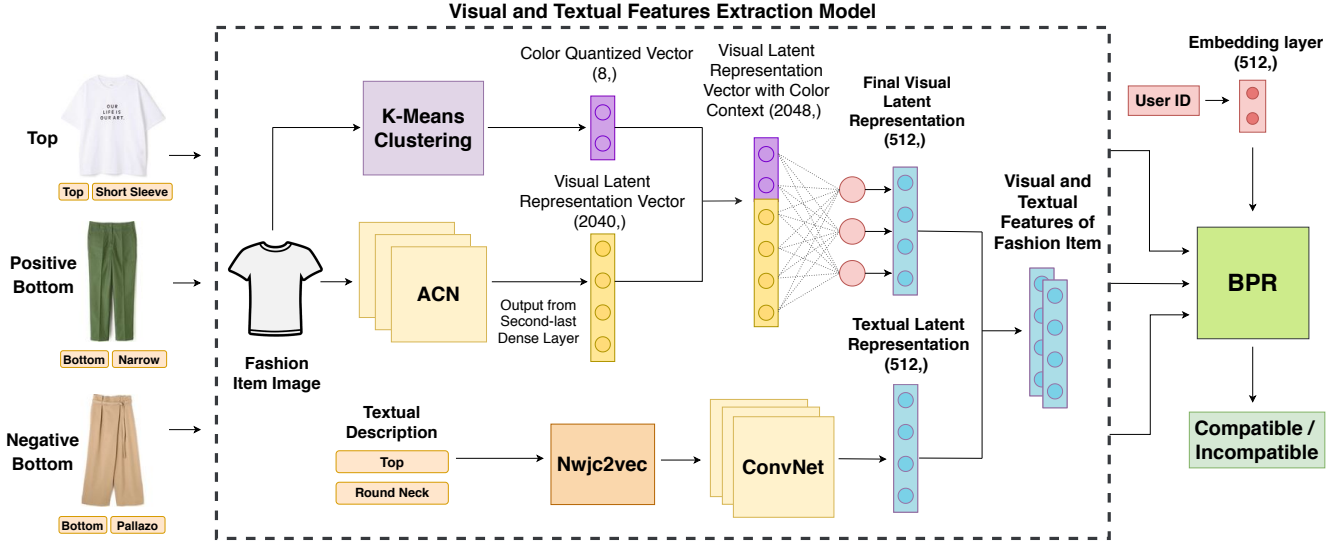 Visual and Textual Features Extraction Model
OUR
LIFE IS
OUR ART.
Top
Top
Short Sleeve
Positive
Bottom
Bottom
Narrow
Negative
Bottom
Bottom
Pallazo
Fashion
Item Image
K-Means
Clustering
Color Quantized Vector
(8,)
ACN
Output from
Second-last
Dense Layer
Visual Latent
Representation Vector
(2040,)
Visual Latent
Representation
Vector with Color
Context (2048,)
Final Visual
Latent
Representation
(512,)
Textual
Description
Top
Round Neck
Nwjc2vec
ConvNet
Textual Latent
Representation
(512,)
Visual and
Textual
Features of
Fashion Item
Embedding layer
(512,)
User ID
BPR
Compatible /
Incompatible